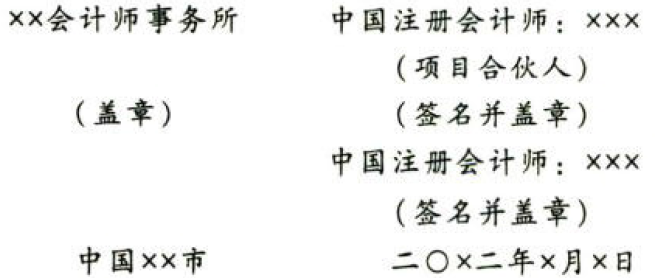 ××会计师事务所 中国注册会计师：×××
（项目合伙人）
（盖章） （签名并盖章）
中国注册会计师：×××
（签名并盖章）
中国××市 二〇×二年×月×日